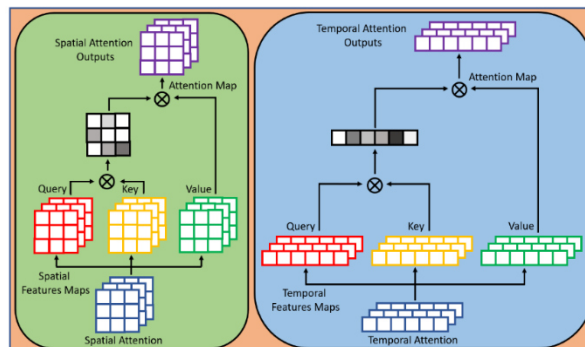 Spatial Attention
Outputs
Attention Map
Query
Key
Value
Spatial
Features Maps
Spatial Attention
Temporal Attention
Outputs
Attention Map
Query
Key
Value
Temporal
Features Maps
Temporal Attention